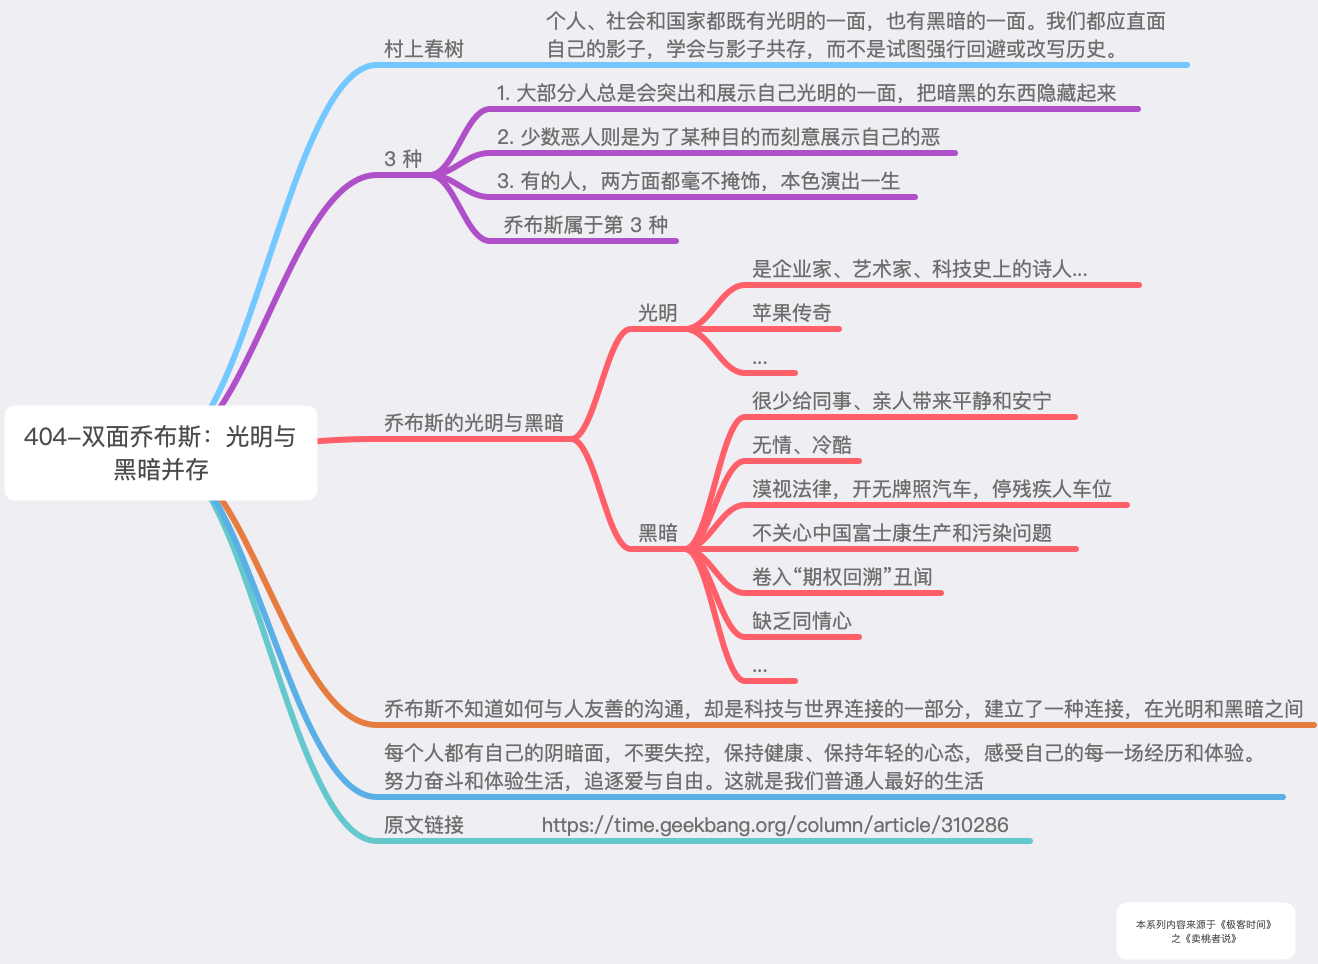 404-双面乔布斯：光明与
黑暗并存
村上春树
个人、社会和国家都既有光明的一面，也有黑暗的一面。我们都应直面
自己的影子，学会与影子共存，而不是试图强行回避或改写历史。
3 种
1. 大部分人总是会突出和展示自己光明的一面，把暗黑的东西隐藏起来
2. 少数恶人则是为了某种目的而刻意展示自己的恶
3. 有的人，两方面都毫不掩饰，本色演出一生
乔布斯属于第 3 种
乔布斯的光明与黑暗
光明
是企业家、艺术家、科技史上的诗人...
苹果传奇
...
黑暗
很少给同事、亲人带来平静和安宁
无情、冷酷
漠视法律，开无牌照汽车，停残疾人车位
不关心中国富士康生产和污染问题
卷入“期权回溯”丑闻
缺乏同情心
...
乔布斯不知道如何与人友善的沟通，却是科技与世界连接的一部分，建立了一种连接，在光明和黑暗之间
每个人都有自己的阴暗面，不要失控，保持健康、保持年轻的心态，感受自己的每一场经历和体验。
努力奋斗和体验生活，追逐爱与自由。这就是我们普通人最好的生活
原文链接
https://time.geekbang.org/column/article/310286
本系列内容来源于《极客时间》
之《卖桃者说》